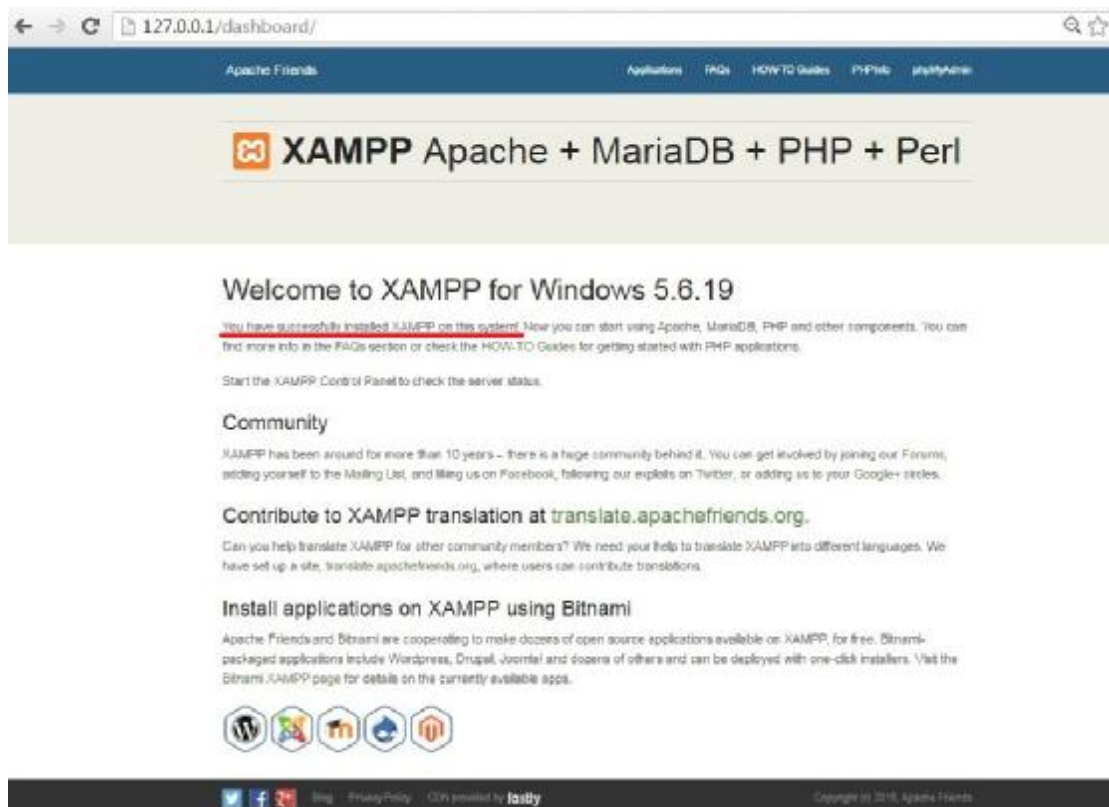 127.0.0.1/dashboard/
Apache Friends
Applications FAQs HOW-TO Guides PHPInfo phpMyAdmin
XAMPP Apache + MariaDB + PHP + Perl
Welcome to XAMPP for Windows 5.6.19
You have successfully installed XAMPP on this system! Now you can start using Apache, MariaDB, PHP and other components. You can
find more info in the FAQs section or check the HOW-TO Guides for getting started with PHP applications.
Start the XAMPP Control Panel to check the server status.
Community
XAMPP has been around for more than 10 years – there is a huge community behind it. You can get involved by joining our Forums,
adding yourself to the Mailing List, and liking us on Facebook, following our exploits on Twitter, or adding us to your Google+ circles.
Contribute to XAMPP translation at translate.apachefriends.org.
Can you help translate XAMPP for other community members? We need your help to translate XAMPP into different languages. We
have set up a site, translate.apachefriends.org, where users can contribute translations.
Install applications on XAMPP using Bitnami
Apache Friends and Bitnami are cooperating to make dozens of open source applications available on XAMPP, for free. Bitnami-
packaged applications include Wordpress, Drupal, Joomla! and dozens of others and can be deployed with one-click installers. Visit the
Bitnami XAMPP page for details on the currently available apps.
Blog Privacy Policy CDN provided by fastly
Copyright (c) 2015, Apache Friends